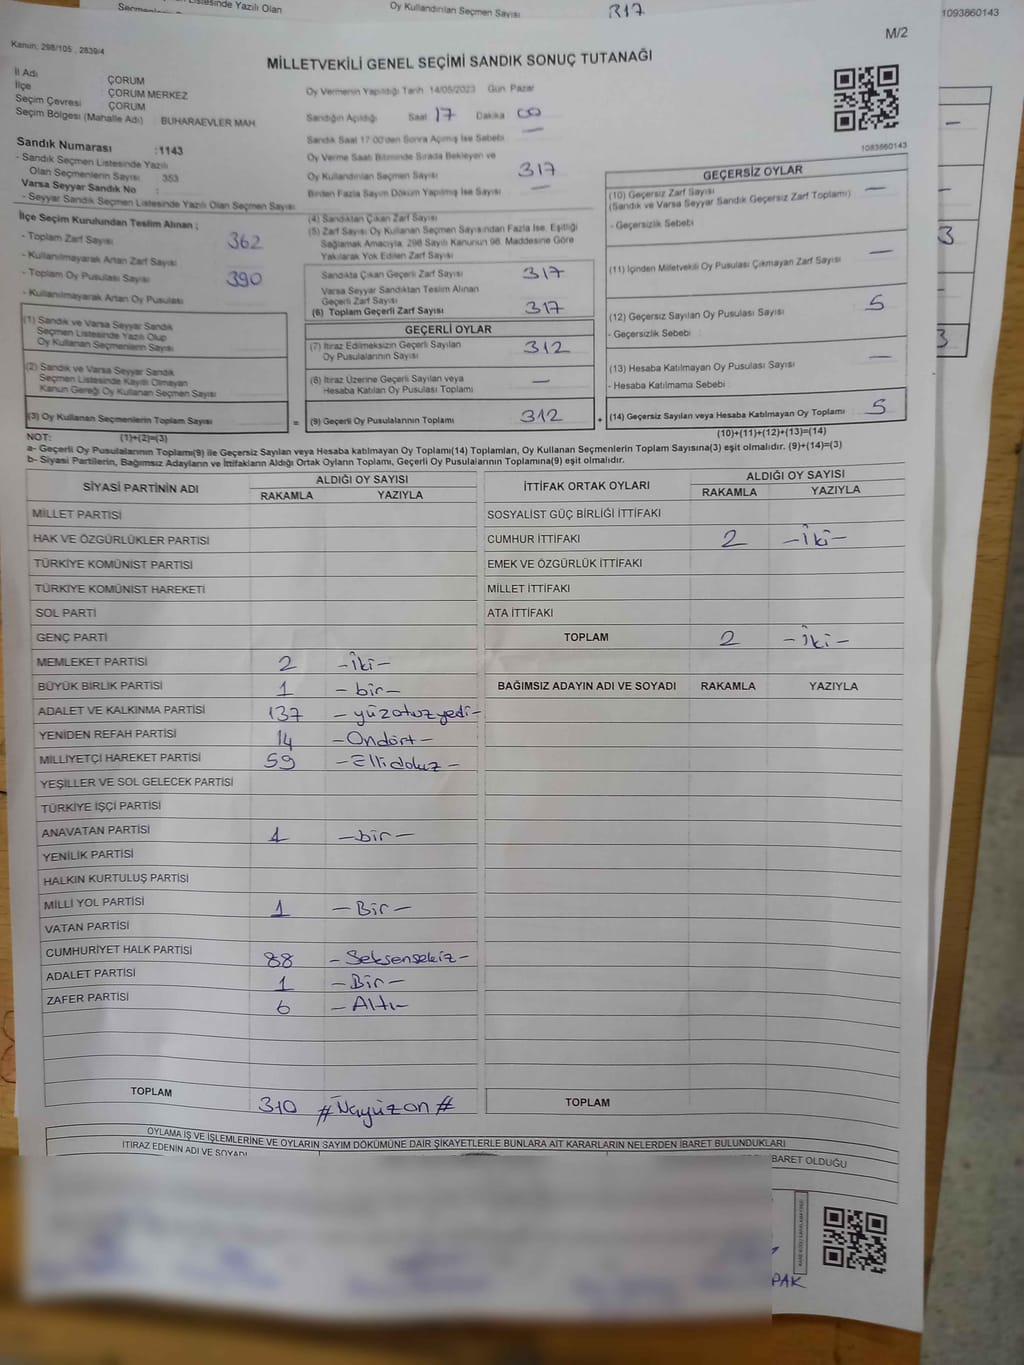 Oy Kullandırılan Seçmen Sayısı 317
1093860143
M/2
Kanun; 298/105 , 2839/4
MİLLETVEKİLİ GENEL SEÇİMİ SANDIK SONUÇ TUTANAĞI
İl Adı : ÇORUM
İlçe : ÇORUM MERKEZ
Seçim Çevresi : ÇORUM
Seçim Bölgesi (Mahalle Adı) : BUHARAEVLER MAH.
Sandık Numarası :1143
- Sandık Seçmen Listesinde Yazılı
Olan Seçmenlerin Sayısı : 353
Varsa Seyyar Sandık No :
- Seyyar Sandık Seçmen Listesinde Yazılı Olan Seçmen Sayısı:
Oy Vermenin Yapıldığı Tarih 14/05/2023 Gün Pazar
Sandığın Açıldığı Saat 17 Dakika 00
Sandık Saat 17:00'den Sonra Açılmış İse Sebebi —
Oy Verme Saati Bitiminde Sırada Bekleyen ve
Oy Kullandırılan Seçmen Sayısı 317
Birden Fazla Sayım Döküm Yapılmış İse Sayısı —
1093860143
İlçe Seçim Kurulundan Teslim Alınan ;
- Toplam Zarf Sayısı 362
- Kullanılmayarak Artan Zarf Sayısı
- Toplam Oy Pusulası Sayısı 390
- Kullanılmayarak Artan Oy Pusulası
(1) Sandık ve Varsa Seyyar Sandık
Seçmen Listesinde Yazılı Olup
Oy Kullanan Seçmenlerin Sayısı
(2) Sandık ve Varsa Seyyar Sandık
Seçmen Listesinde Kayıtlı Olmayan
Kanun Gereği Oy Kullanan Seçmen Sayısı
(3) Oy Kullanan Seçmenlerin Toplam Sayısı
(1)+(2)=(3)
(4) Sandıktan Çıkan Zarf Sayısı
(5) Zarf Sayısı Oy Kullanan Seçmen Sayısından Fazla İse, Eşitliği
Sağlamak Amacıyla, 298 Sayılı Kanunun 98. Maddesine Göre
Yakılarak Yok Edilen Zarf Sayısı
Sandıkta Çıkan Geçerli Zarf Sayısı 317
Varsa Seyyar Sandıktan Teslim Alınan
Geçerli Zarf Sayısı
(6) Toplam Geçerli Zarf Sayısı 317
GEÇERLİ OYLAR
(7) İtiraz Edilmeksizin Geçerli Sayılan
Oy Pusulalarının Sayısı 312
(8) İtiraz Üzerine Geçerli Sayılan veya
Hesaba Katılan Oy Pusulası Toplamı —
= (9) Geçerli Oy Pusulalarının Toplamı 312 +
GEÇERSİZ OYLAR
(10) Geçersiz Zarf Sayısı —
(Sandık ve Varsa Seyyar Sandık Geçersiz Zarf Toplamı)
- Geçersizlik Sebebi
(11) İçinden Milletvekili Oy Pusulası Çıkmayan Zarf Sayısı —
(12) Geçersiz Sayılan Oy Pusulası Sayısı 5
- Geçersizlik Sebebi :
(13) Hesaba Katılmayan Oy Pusulası Sayısı —
- Hesaba Katılmama Sebebi :
(14) Geçersiz Sayılan veya Hesaba Katılmayan Oy Toplamı 5
(10)+(11)+(12)+(13)=(14)
NOT:
a- Geçerli Oy Pusulalarının Toplamı(9) ile Geçersiz Sayılan veya Hesaba katılmayan Oy Toplamı(14) Toplamları, Oy Kullanan Seçmenlerin Toplam Sayısına(3) eşit olmalıdır. (9)+(14)=(3)
b- Siyasi Partilerin, Bağımsız Adayların ve İttifakların Aldığı Ortak Oyların Toplamı, Geçerli Oy Pusulalarının Toplamına(9) eşit olmalıdır.
SİYASİ PARTİNİN ADI ALDIĞI OY SAYISI
RAKAMLA YAZIYLA
MİLLET PARTİSİ
HAK VE ÖZGÜRLÜKLER PARTİSİ
TÜRKİYE KOMÜNİST PARTİSİ
TÜRKİYE KOMÜNİST HAREKETİ
SOL PARTİ
GENÇ PARTİ
MEMLEKET PARTİSİ 2 -İki-
BÜYÜK BİRLİK PARTİSİ 1 -bir-
ADALET VE KALKINMA PARTİSİ 137 -yüzotuzyedi-
YENİDEN REFAH PARTİSİ 14 -Ondört-
MİLLİYETÇİ HAREKET PARTİSİ 59 -Ellidokuz-
YEŞİLLER VE SOL GELECEK PARTİSİ
TÜRKİYE İŞÇİ PARTİSİ
ANAVATAN PARTİSİ 1 -bir-
YENİLİK PARTİSİ
HALKIN KURTULUŞ PARTİSİ
MİLLİ YOL PARTİSİ 1 -Bir-
VATAN PARTİSİ
CUMHURİYET HALK PARTİSİ 88 -Seksensekiz-
ADALET PARTİSİ 1 -Bir-
ZAFER PARTİSİ 6 -Altı-
TOPLAM 310 #Üçyüzon#
İTTİFAK ORTAK OYLARI ALDIĞI OY SAYISI
RAKAMLA YAZIYLA
SOSYALİST GÜÇ BİRLİĞİ İTTİFAKI
CUMHUR İTTİFAKI 2 -İki-
EMEK VE ÖZGÜRLÜK İTTİFAKI
MİLLET İTTİFAKI
ATA İTTİFAKI
TOPLAM 2 -İki-
BAĞIMSIZ ADAYIN ADI VE SOYADI RAKAMLA YAZIYLA
TOPLAM
OYLAMA İŞ VE İŞLEMLERİNE VE OYLARIN SAYIM DÖKÜMÜNE DAİR ŞİKAYETLERLE BUNLARA AİT KARARLARIN NELERDEN İBARET BULUNDUKLARI
İTİRAZ EDENİN ADI VE SOYADI
BARET OLDUĞU
PAK